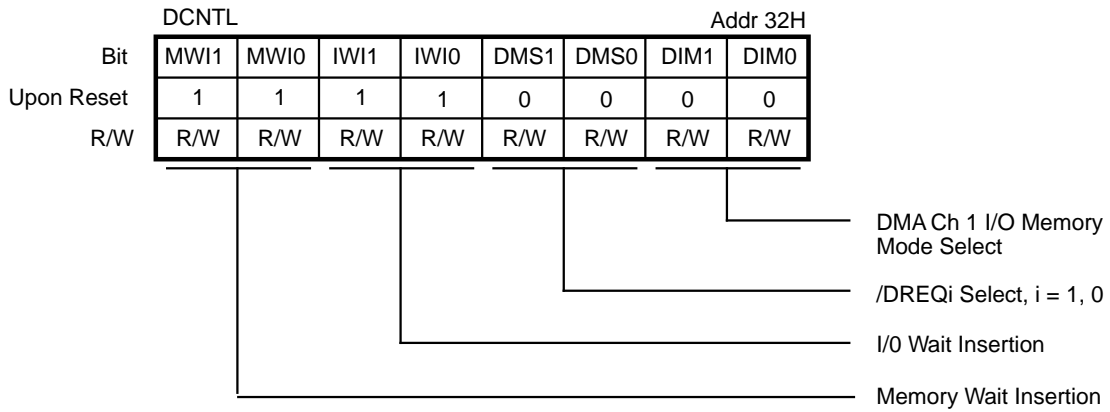 DCNTL Addr 32H
Bit MWI1 MWI0 IWI1 IWI0 DMS1 DMS0 DIM1 DIM0
Upon Reset 1 1 1 1 0 0 0 0
R/W R/W R/W R/W R/W R/W R/W R/W R/W
DMA Ch 1 I/O Memory
Mode Select
/DREQi Select, i = 1, 0
I/0 Wait Insertion
Memory Wait Insertion